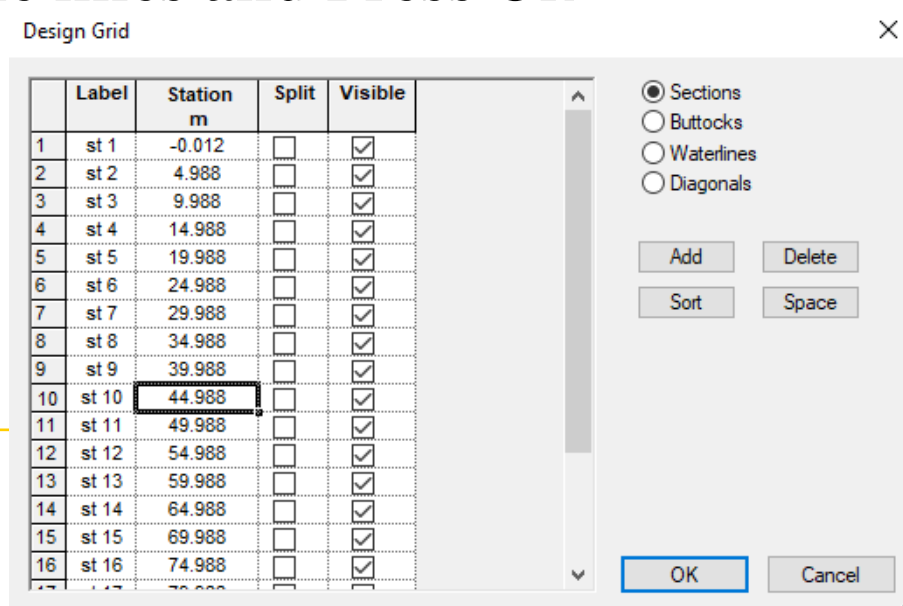 Design Grid
Label Station Split Visible
m
1 st 1 -0.012
2 st 2 4.988
3 st 3 9.988
4 st 4 14.988
5 st 5 19.988
6 st 6 24.988
7 st 7 29.988
8 st 8 34.988
9 st 9 39.988
10 st 10 44.988
11 st 11 49.988
12 st 12 54.988
13 st 13 59.988
14 st 14 64.988
15 st 15 69.988
16 st 16 74.988
Sections
Buttocks
Waterlines
Diagonals
Add Delete
Sort Space
OK Cancel